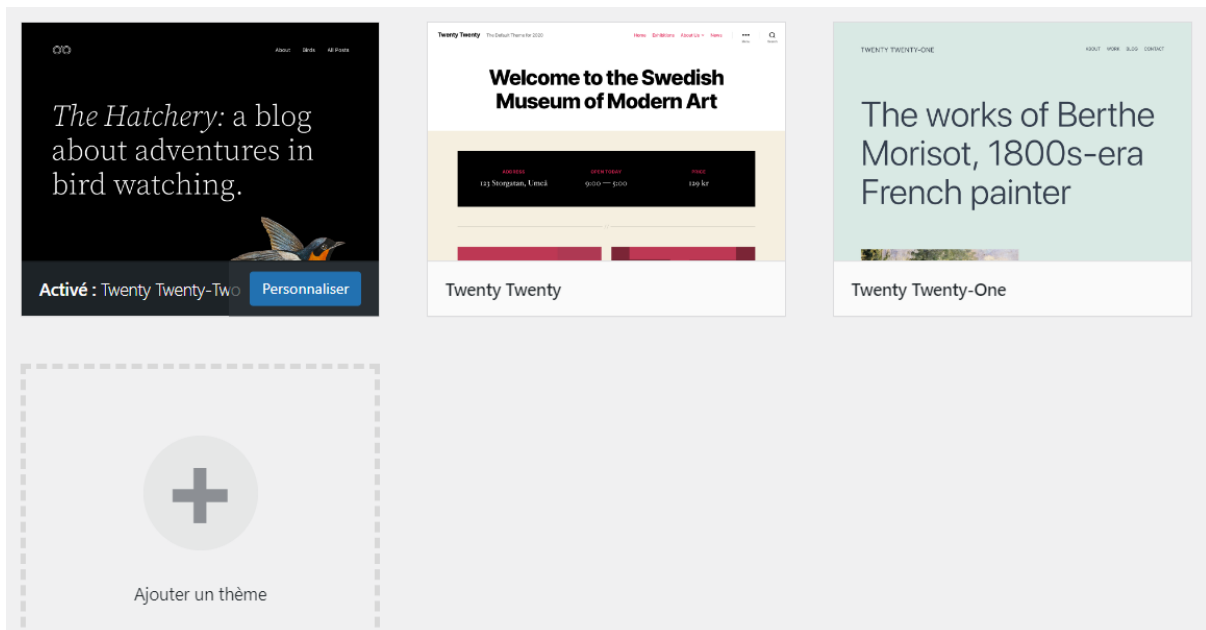 About Birds All Posts
The Hatchery: a blog
about adventures in
bird watching.
Activé : Twenty Twenty-Two
Personnaliser
Twenty Twenty The Default Theme for 2020
Home Exhibitions About Us News
Menu Search
Welcome to the Swedish
Museum of Modern Art
ADDRESS OPEN TODAY PRICE
123 Storgatan, Umeå 9:00 — 5:00 129 kr
Twenty Twenty
TWENTY TWENTY-ONE
ABOUT WORK BLOG CONTACT
The works of Berthe
Morisot, 1800s-era
French painter
Twenty Twenty-One
Ajouter un thème